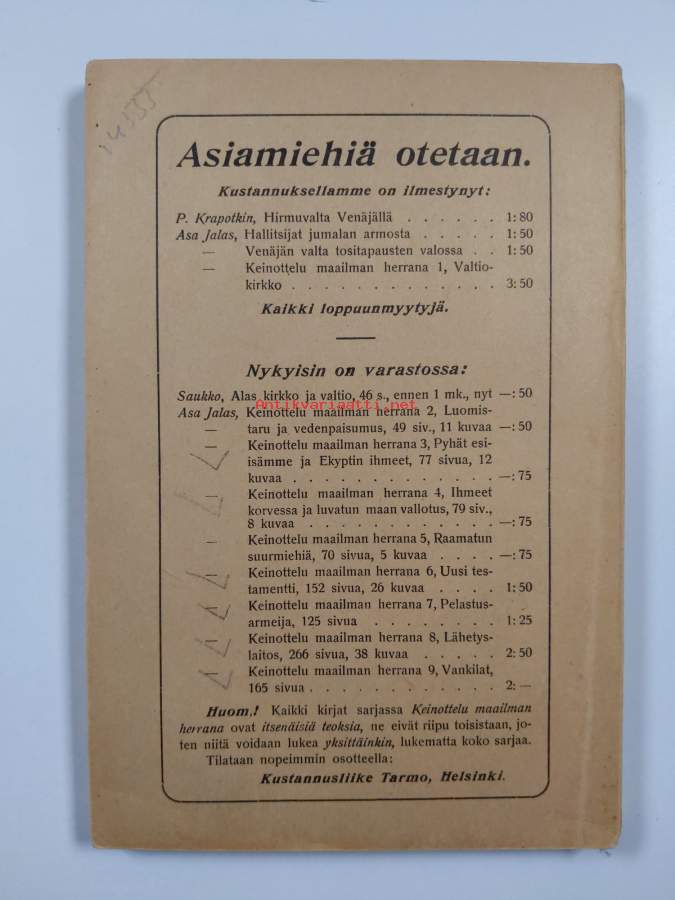 14555
Asiamiehiä otetaan.
Kustannuksellamme on ilmestynyt:
P. Krapotkin, Hirmuvalta Venäjällä . . . . . . 1: 80
Asa Jalas, Hallitsijat jumalan armosta . . . . . 1: 50
— Venäjän valta tositapausten valossa . . 1: 50
— Keinottelu maailman herrana 1, Valtio-
kirkko . . . . . . . . . . . . . 3: 50
Kaikki loppuunmyytyjä.
Nykyisin on varastossa:
Saukko, Alas kirkko ja valtio, 46 s., ennen 1 mk., nyt —: 50
Antikvariaatti.net
Asa Jalas, Keinottelu maailman herrana 2, Luomis-
— taru ja vedenpaisumus, 49 siv., 11 kuvaa —: 50
— Keinottelu maailman herrana 3, Pyhät esi-
isämme ja Ekyptin ihmeet, 77 sivua, 12
kuvaa . . . . . . . . . . . . . —: 75
— Keinottelu maailman herrana 4, Ihmeet
korvessa ja luvatun maan vallotus, 79 siv.,
8 kuvaa . . . . . . . . . . . . —: 75
— Keinottelu maailman herrana 5, Raamatun
suurmiehiä, 70 sivua, 5 kuvaa . . . . —: 75
— Keinottelu maailman herrana 6, Uusi tes-
tamentti, 152 sivua, 26 kuvaa . . . . 1: 50
— Keinottelu maailman herrana 7, Pelastus-
armeija, 125 sivua . . . . . . . . 1: 25
— Keinottelu maailman herrana 8, Lähetys-
laitos, 266 sivua, 38 kuvaa . . . . . 2: 50
— Keinottelu maailman herrana 9, Vankilat,
165 sivua . . . . . . . . . . . . 2: —
Huom.! Kaikki kirjat sarjassa Keinottelu maailman
herrana ovat itsenäisiä teoksia, ne eivät riipu toisistaan, jo-
ten niitä voidaan lukea yksittäinkin, lukematta koko sarjaa.
Tilataan nopeimmin osotteella:
Kustannusliike Tarmo, Helsinki.